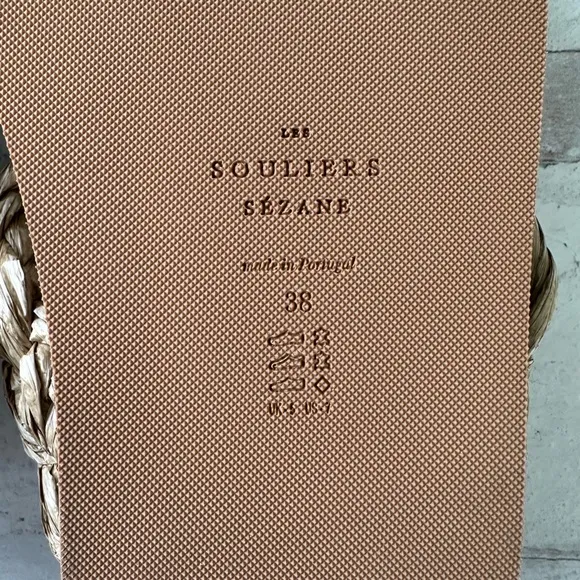 LES
SOULIERS
SÉZANE
made in Portugal
38
UK-5 US-7